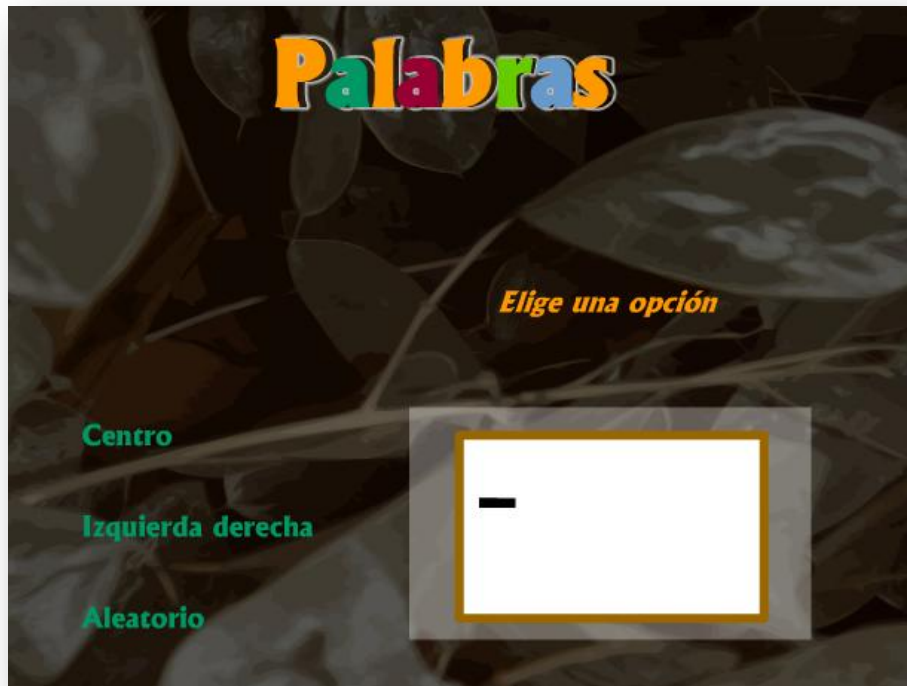 Palabras
Elige una opción
Centro
Izquierda derecha
Aleatorio